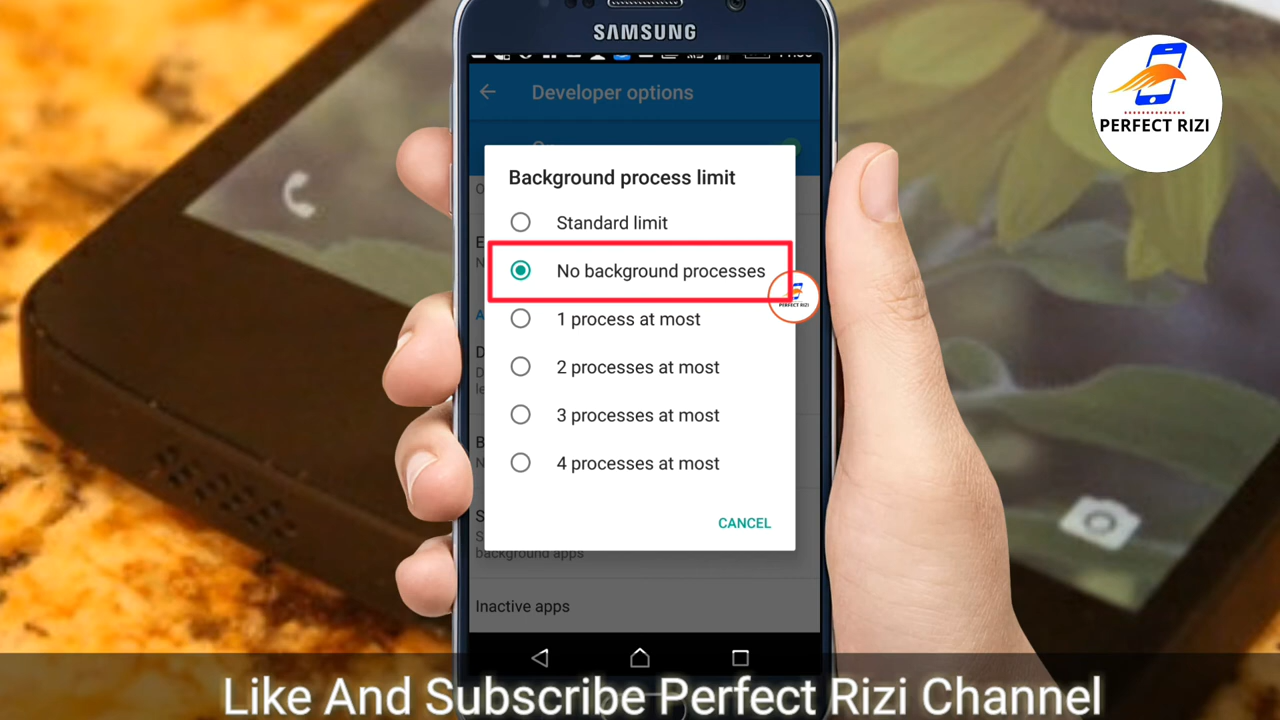 SAMSUNG
Developer options
Background process limit
Standard limit
No background processes
1 process at most
2 processes at most
3 processes at most
4 processes at most
CANCEL
background apps
Inactive apps
PERFECT RIZI
PERFECT RIZI
Like And Subscribe Perfect Rizi Channel